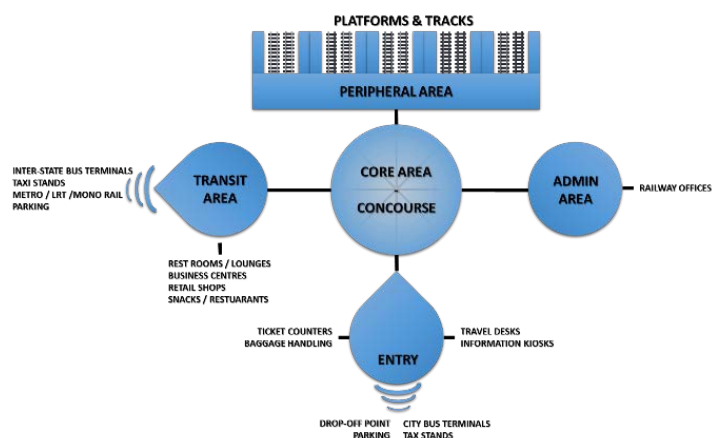 PLATFORMS & TRACKS
PERIPHERAL AREA
CORE AREA
CONCOURSE
TRANSIT
AREA
ADMIN
AREA
RAILWAY OFFICES
INTER-STATE BUS TERMINALS
TAXI STANDS
METRO / LRT /MONO RAIL
PARKING
REST ROOMS / LOUNGES
BUSINESS CENTRES
RETAIL SHOPS
SNACKS / RESTUARANTS
TICKET COUNTERS
BAGGAGE HANDLING
TRAVEL DESKS
INFORMATION KIOSKS
ENTRY
DROP-OFF POINT
PARKING
CITY BUS TERMINALS
TAX STANDS